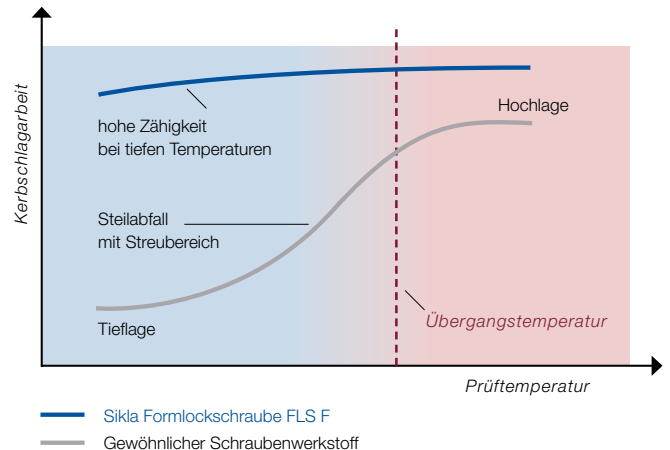 Kerbschlagarbeit
Hochlage
hohe Zähigkeit
bei tiefen Temperaturen
Steilabfall
mit Streubereich
Übergangstemperatur
Tieflage
Prüftemperatur
Sikla Formlockschraube FLS F
Gewöhnlicher Schraubenwerkstoff